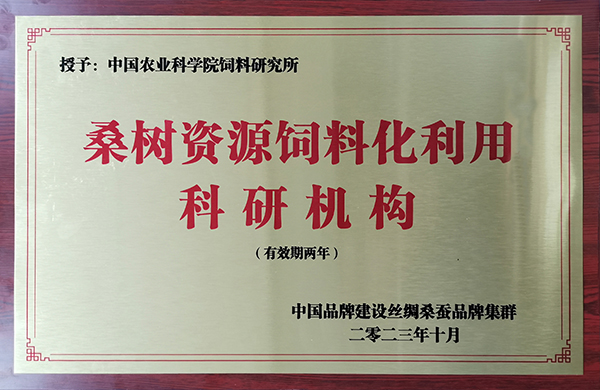 授予：中国农业科学院饲料研究所
桑树资源饲料化利用
科研机构
（有效期两年）
中国品牌建设丝绸桑蚕品牌集群
二零二三年十月